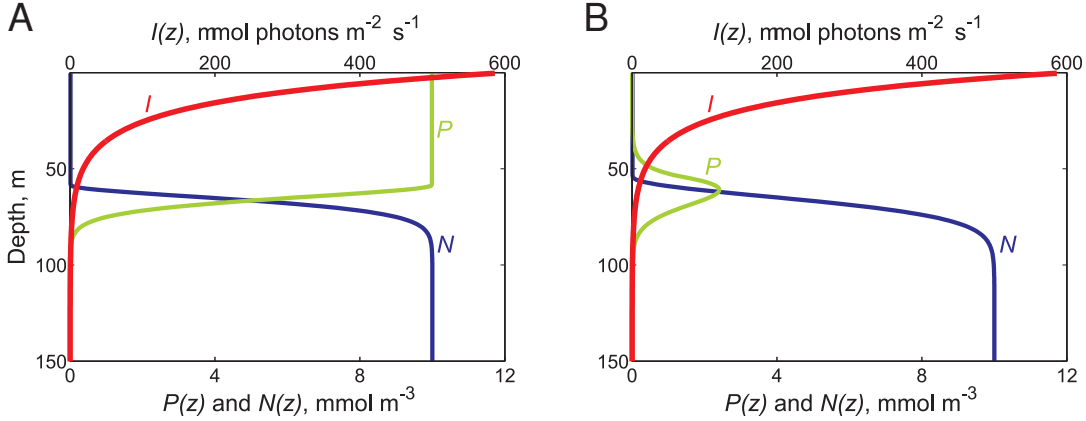 A
I(z), mmol photons m-2 s-1
0 200 400 600
I
P
N
50
100
150
Depth, m
0 4 8 12
P(z) and N(z), mmol m-3
B
I(z), mmol photons m-2 s-1
0 200 400 600
I
P
N
50
100
150
0 4 8 12
P(z) and N(z), mmol m-3